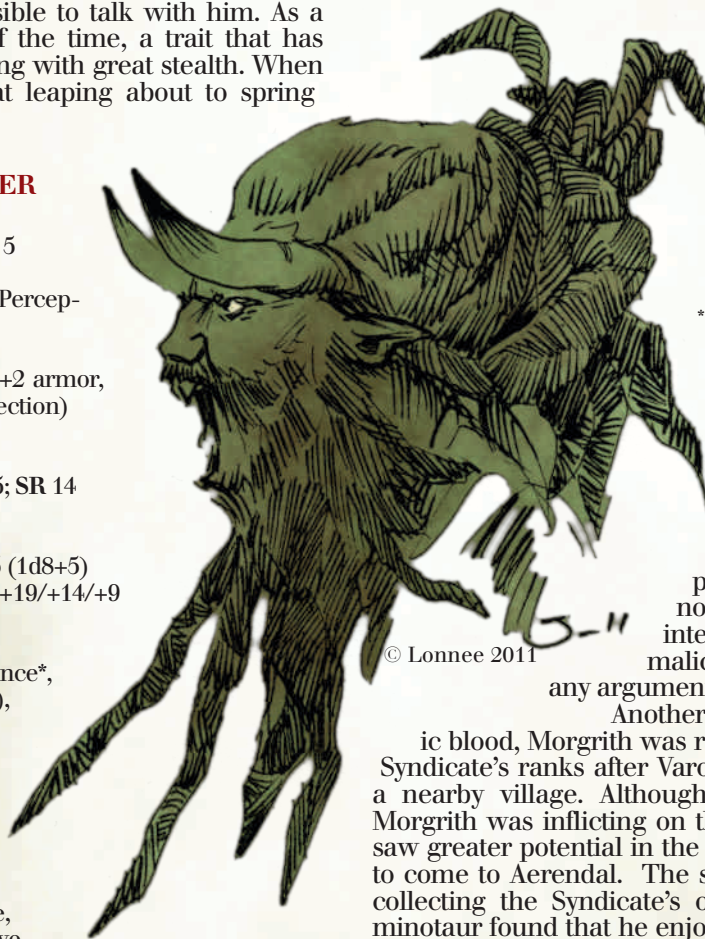 sible to talk with him. As a
f the time, a trait that has
ng with great stealth. When
at leaping about to spring
ER
5
Percep-
+2 armor,
ection)
; SR 14
(1d8+5)
+19/+14/+9
nce*,
),
e,
*
J-11
© Lonnee 2011
p
no
inte
malic
any argumen
Another
ic blood, Morgrith was r
Syndicate's ranks after Varo
a nearby village. Although
Morgrith was inflicting on th
saw greater potential in the
to come to Aerendal. The s
collecting the Syndicate's o
minotaur found that he enjo